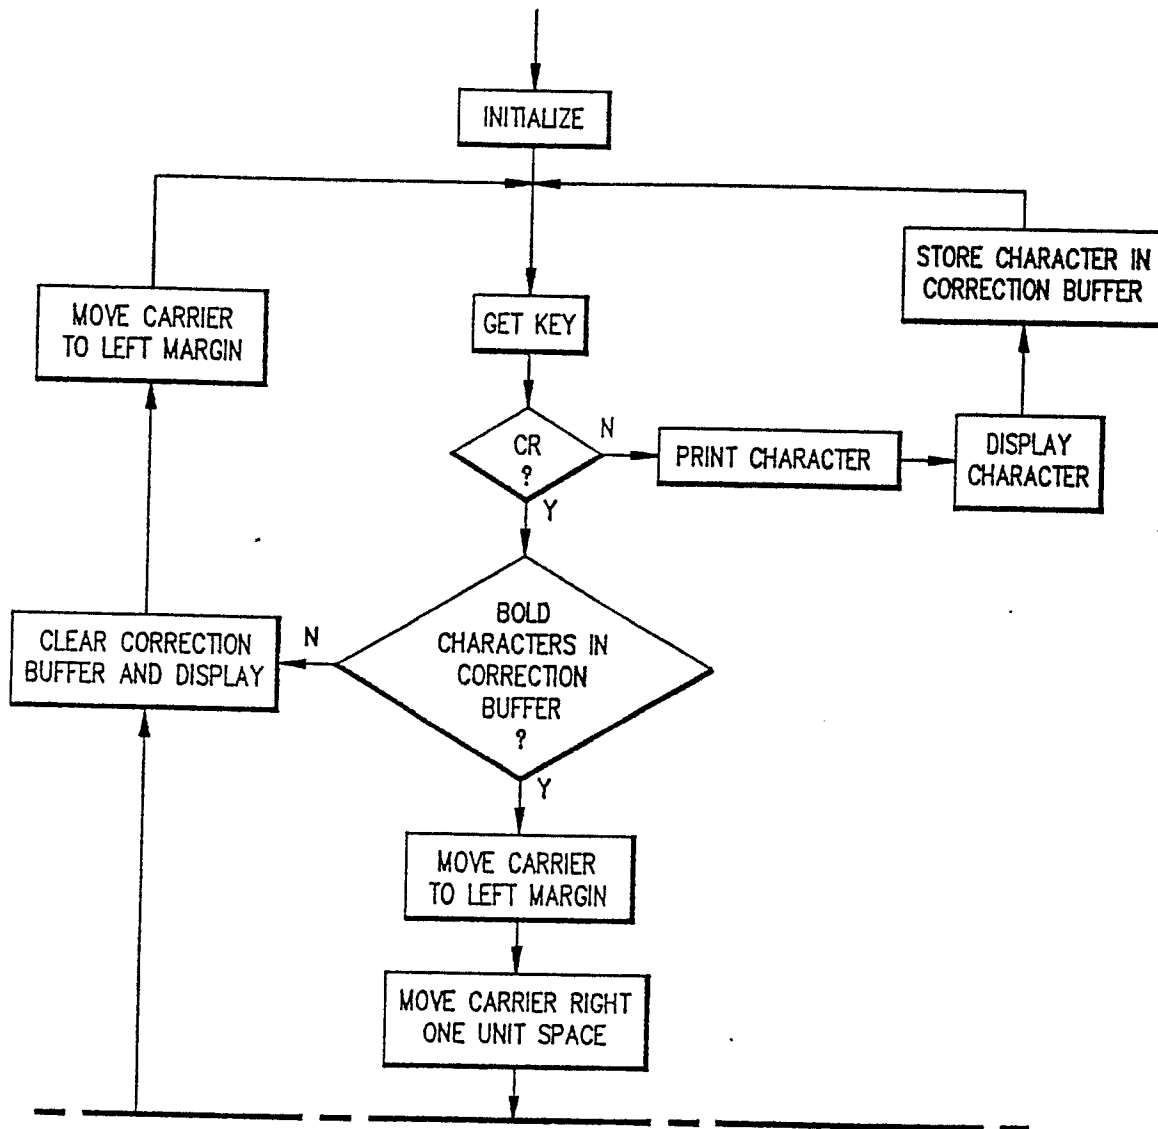 INITIALIZE
STORE CHARACTER IN
CORRECTION BUFFER
MOVE CARRIER
TO LEFT MARGIN
GET KEY
CR
?
N
PRINT CHARACTER
DISPLAY
CHARACTER
Y
BOLD
CHARACTERS IN
CORRECTION
BUFFER
?
N
CLEAR CORRECTION
BUFFER AND DISPLAY
Y
MOVE CARRIER
TO LEFT MARGIN
MOVE CARRIER RIGHT
ONE UNIT SPACE